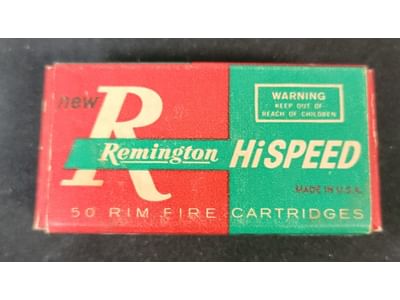 new
R
Remington HiSPEED
WARNING
KEEP OUT OF
REACH OF CHILDREN
MADE IN U.S.A.
50 RIM FIRE CARTRIDGES